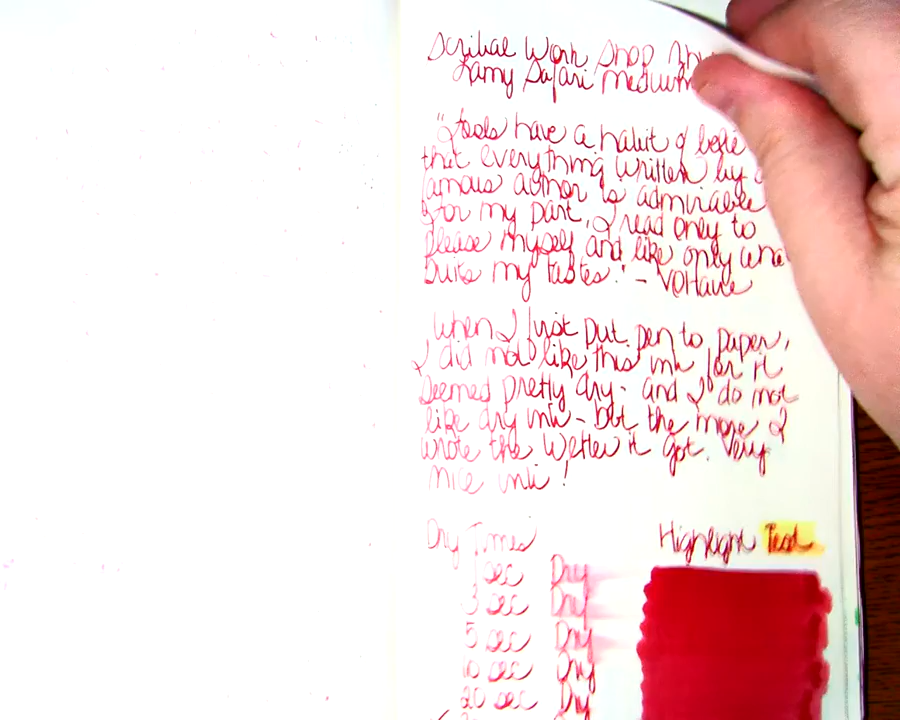 Scribal Work Shop
Lamy Safari Medium
"Fools have a habit of belie
that everything written by a
famous author is admirable
For my part, I read only to
please myself and like only what
suits my tastes." - Voltaire
When I first put pen to paper,
I did not like this ink for it
seemed pretty dry - and I do not
like dry ink - but the more I
wrote the wetter it got. Very
nice ink!
Dry Times
Highlight Test
1 sec Dry
3 sec Dry
5 sec Dry
10 sec Dry
20 sec Dry